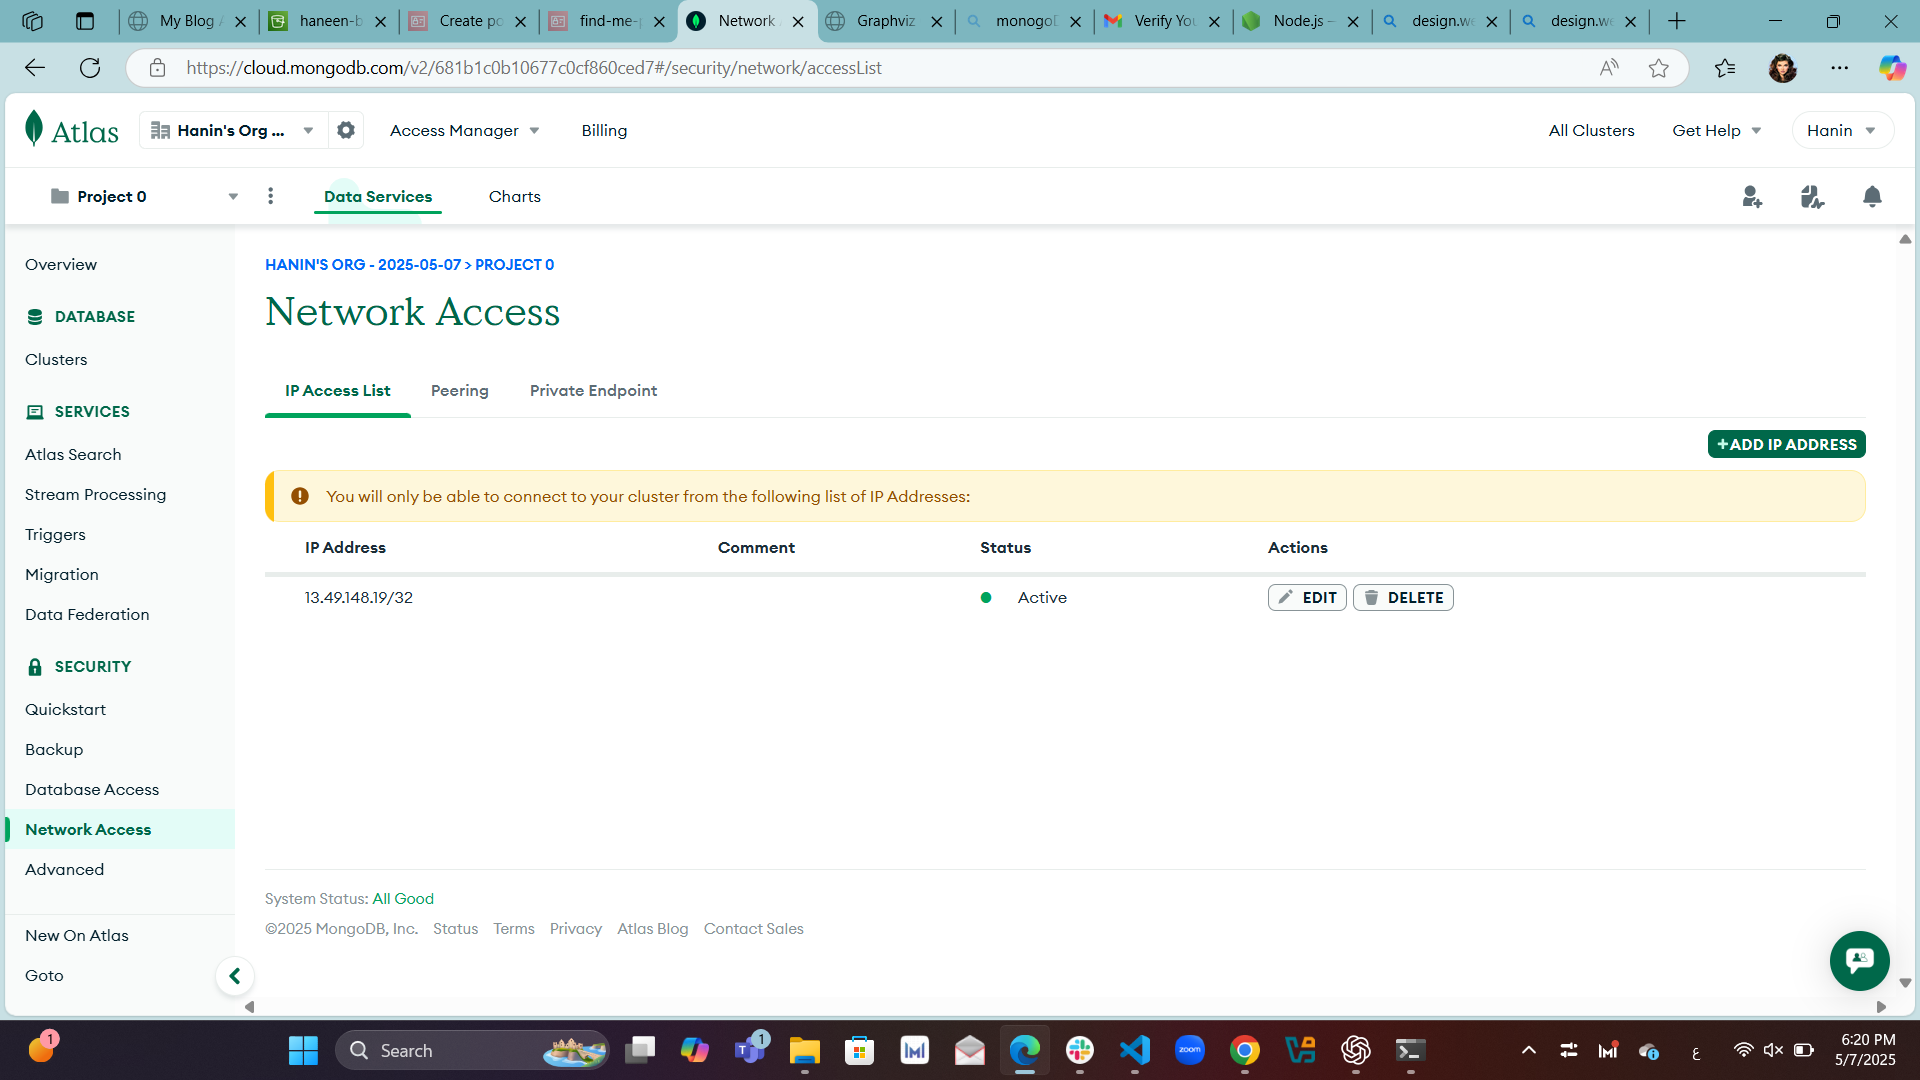 My Blog A
haneen-b
Create po
find-me-p
Network
Graphviz
monogoD
Verify You
Node.js –
design.we
design.we
https://cloud.mongodb.com/v2/681b1c0b10677c0cf860ced7#/security/network/accessList
Atlas
Hanin's Org ...
Access Manager
Billing
All Clusters
Get Help
Hanin
Project 0
Data Services
Charts
Overview
DATABASE
Clusters
SERVICES
Atlas Search
Stream Processing
Triggers
Migration
Data Federation
SECURITY
Quickstart
Backup
Database Access
Network Access
Advanced
New On Atlas
Goto
HANIN'S ORG - 2025-05-07 > PROJECT 0
Network Access
IP Access List
Peering
Private Endpoint
+ADD IP ADDRESS
You will only be able to connect to your cluster from the following list of IP Addresses:
IP Address Comment Status Actions
13.49.148.19/32 Active EDIT DELETE
System Status: All Good
©2025 MongoDB, Inc. Status Terms Privacy Atlas Blog Contact Sales
1
Search
1
zoom
ع
6:20 PM
5/7/2025